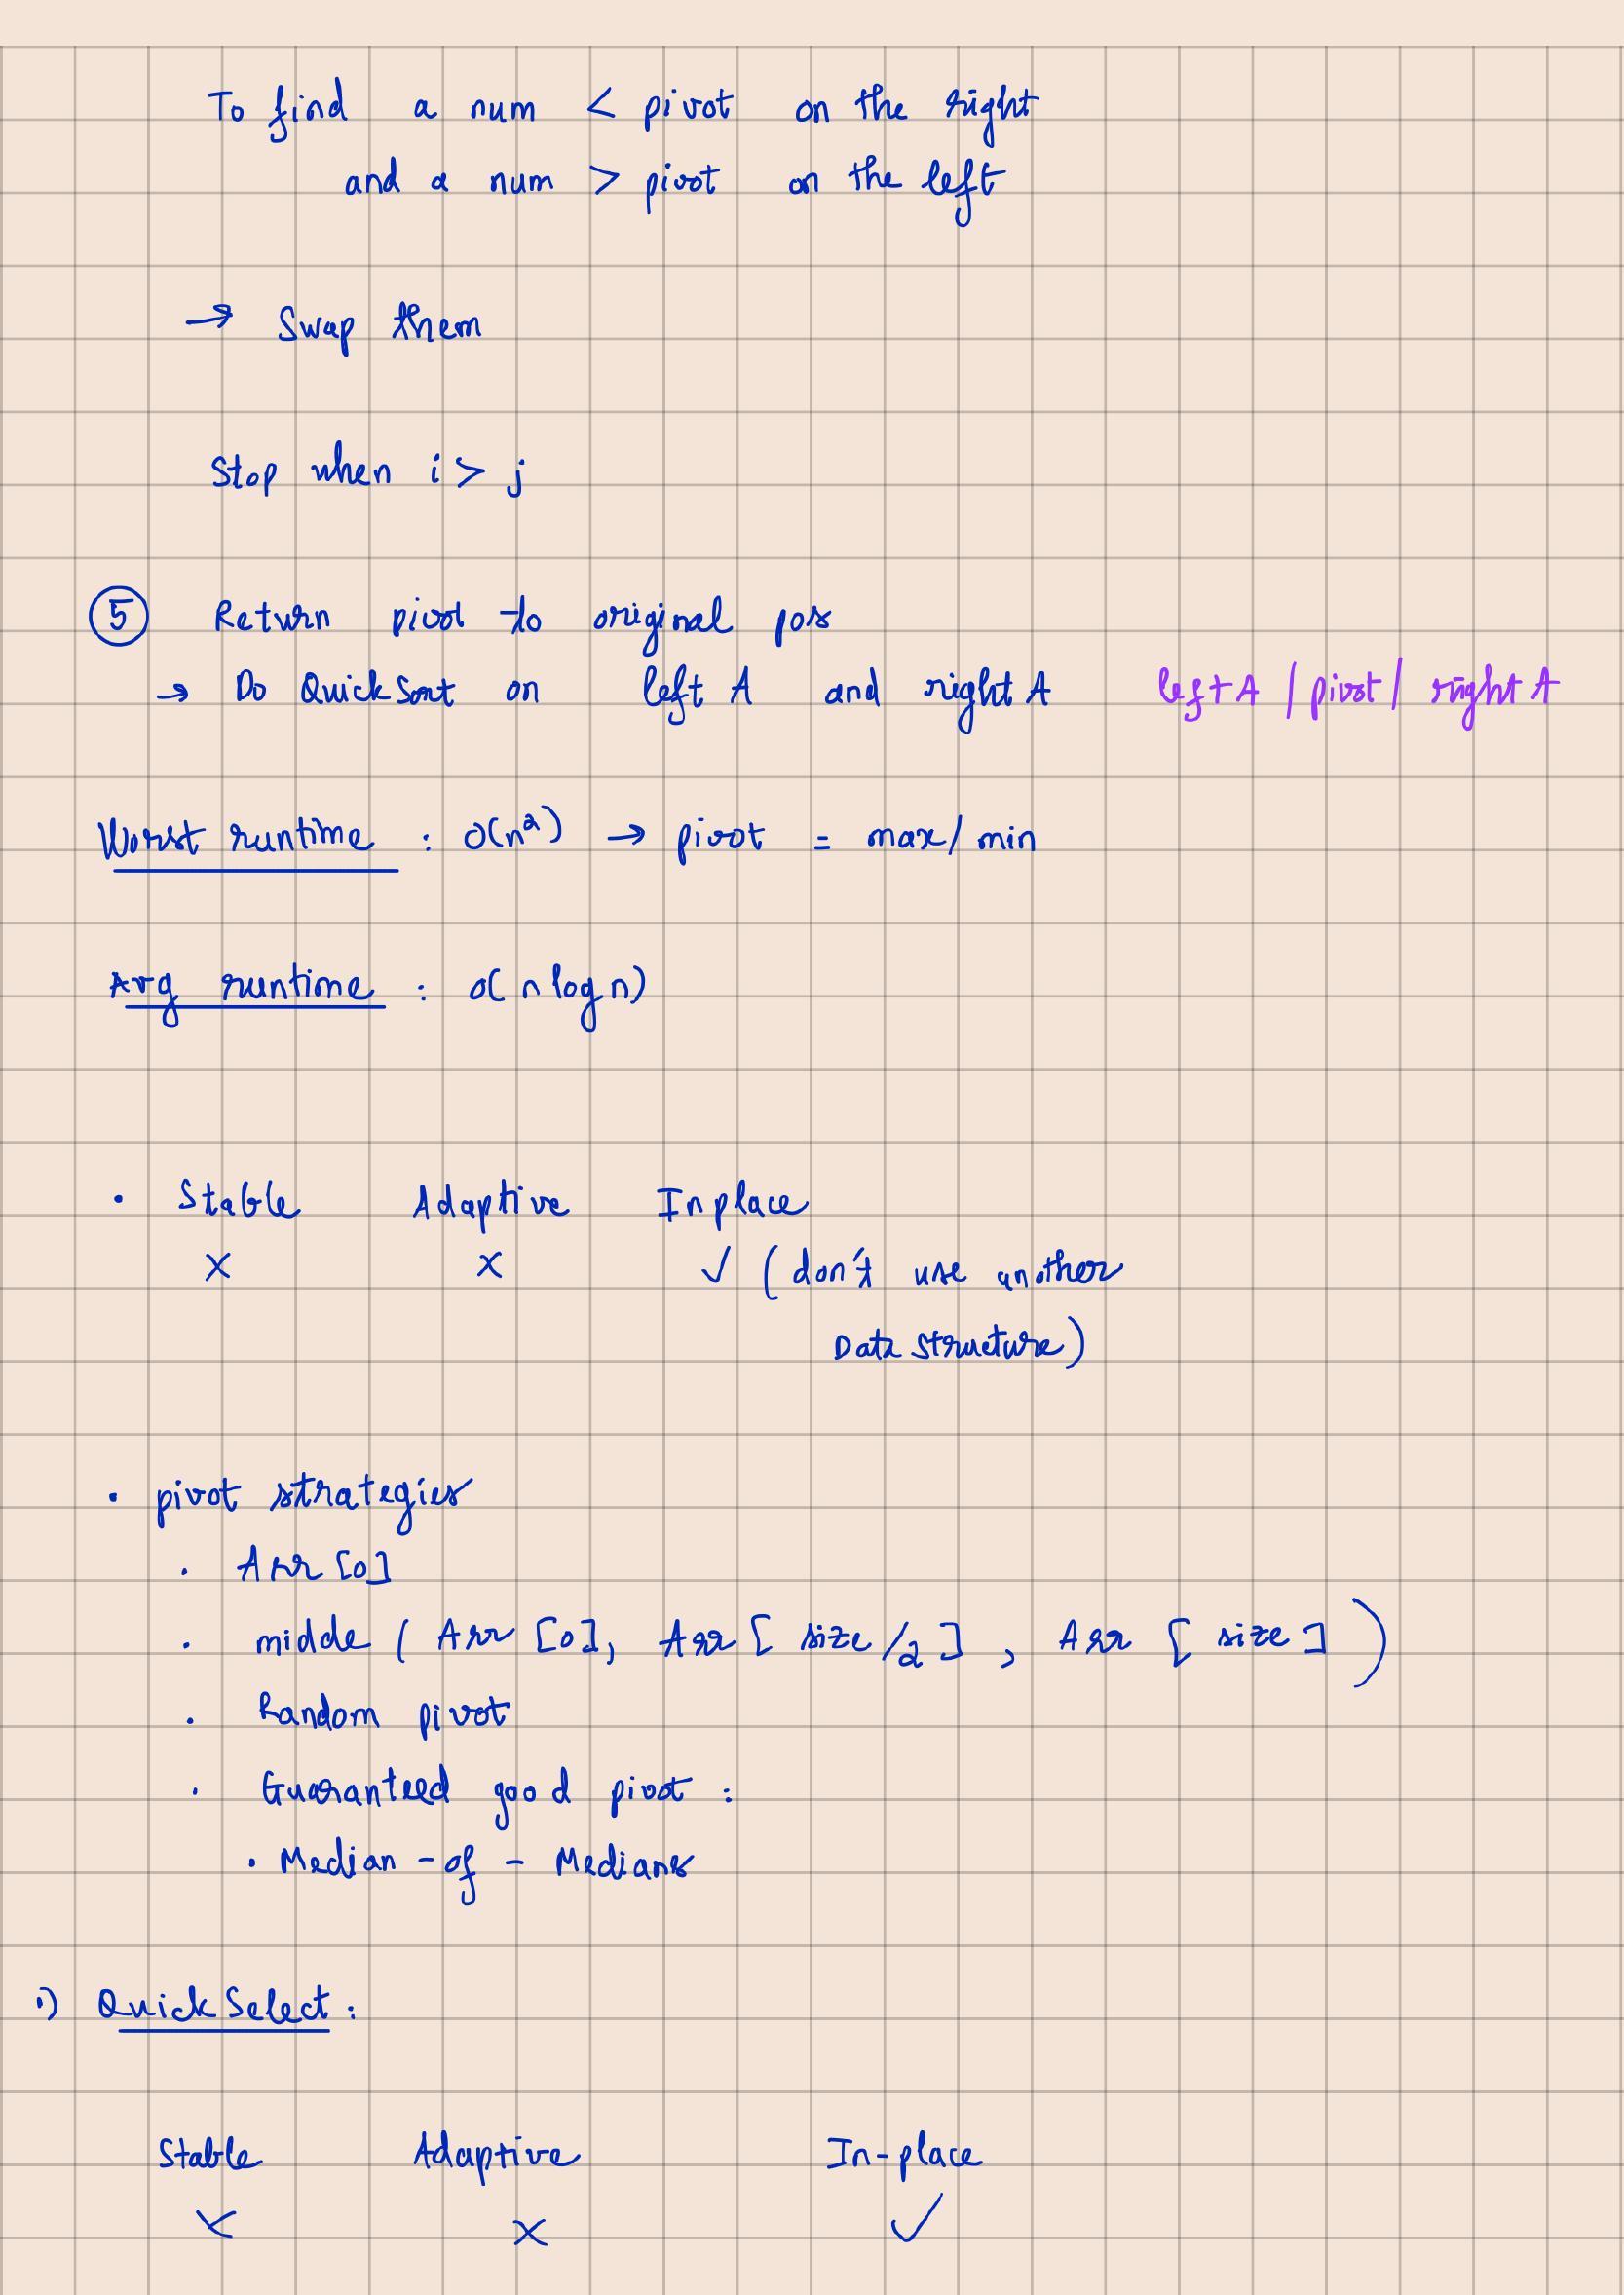 To find a num < pivot on the right
and a num > pivot on the left
→ Swap them
Stop when i > j
⑤ Return pivot to original pos
→ Do QuickSort on left A and right A left A / pivot / right A
Worst runtime : O(n²) → pivot = max/min
Avg runtime : O(n log n)
• Stable Adaptive Inplace
x x ✓ (don't use another
Data Structure)
• pivot strategies
• Arr [0]
• midde ( Arr [0], Arr [ size/2 ] , Arr [ size ] )
• Random pivot
• Guaranteed good pivot :
• Median - of - Medians
•) QuickSelect :
Stable Adaptive In-place
x x ✓